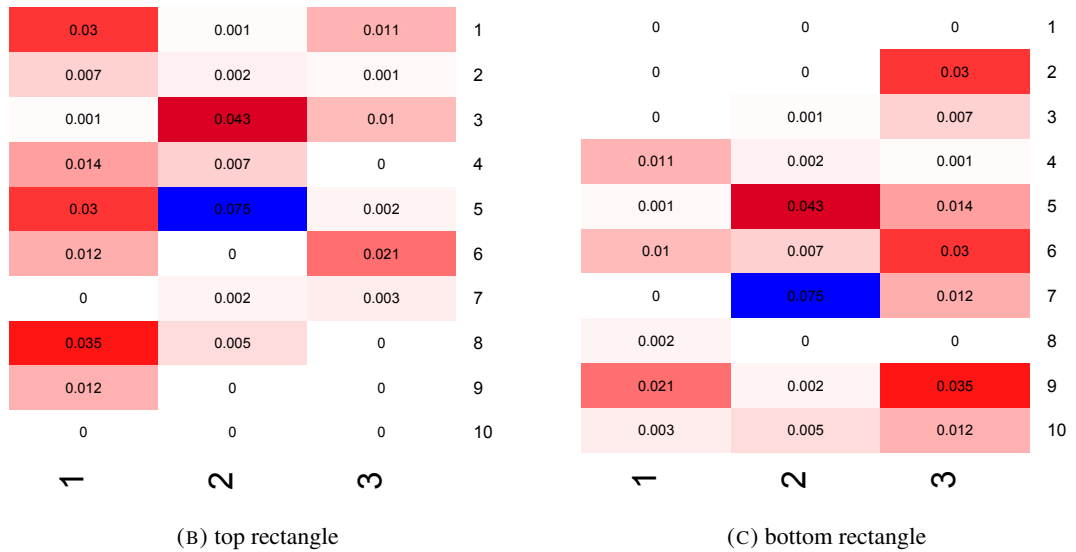 0.03 0.001 0.011 1
0.007 0.002 0.001 2
0.001 0.043 0.01 3
0.014 0.007 0 4
0.03 0.075 0.002 5
0.012 0 0.021 6
0 0.002 0.003 7
0.035 0.005 0 8
0.012 0 0 9
0 0 0 10
1 2 3
(B) top rectangle
0 0 0 1
0 0 0.03 2
0 0.001 0.007 3
0.011 0.002 0.001 4
0.001 0.043 0.014 5
0.01 0.007 0.03 6
0 0.075 0.012 7
0.002 0 0 8
0.021 0.002 0.035 9
0.003 0.005 0.012 10
1 2 3
(C) bottom rectangle